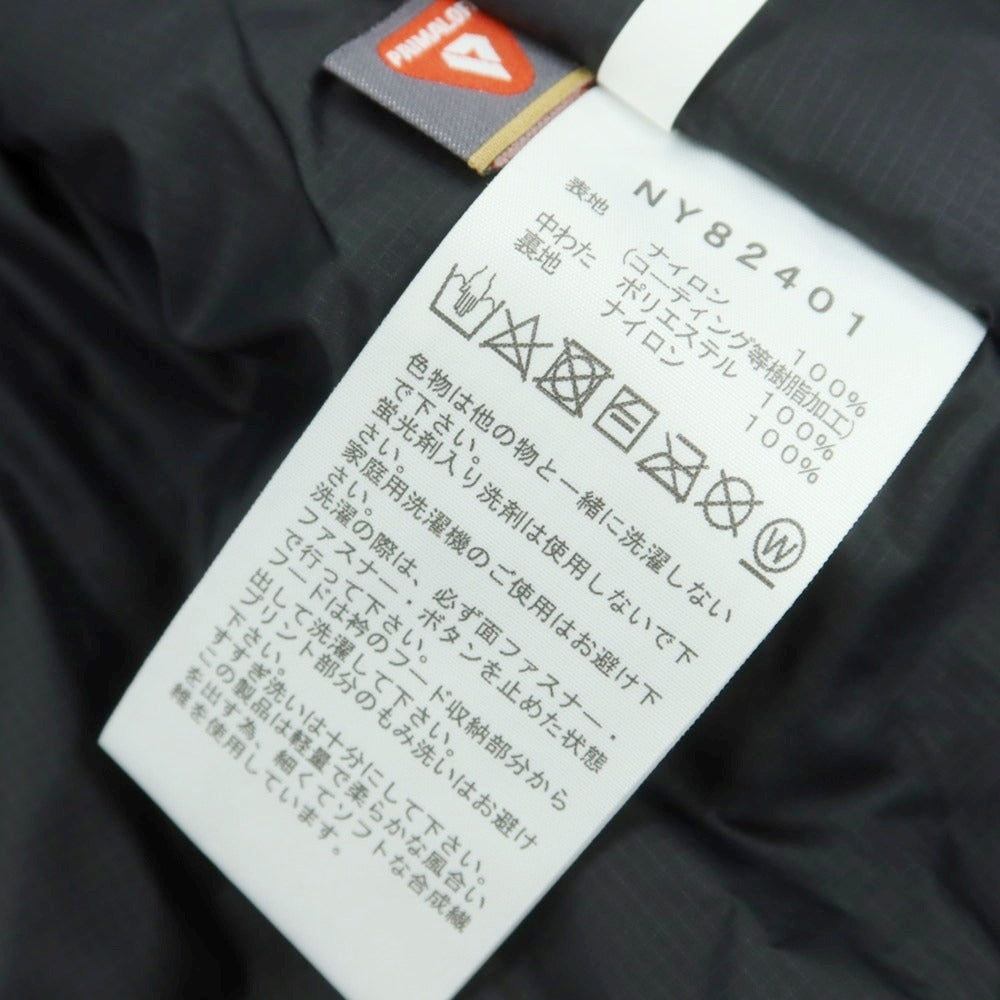 PRIMALOFT
NY82401
表地 ナイロン 100%
(コーティング等樹脂加工)
中わた ポリエステル 100%
裏地 ナイロン 100%
W
色物は他の物と一緒に洗濯しない
で下さい。
蛍光剤入り洗剤は使用しないで下
さい。
家庭用洗濯機のご使用はお避け下
さい。
洗濯の際は、必ず面ファスナー・
ファスナー・ボタンを止めた状態
で行って下さい。
フードは衿のフード収納部分から
出して洗濯して下さい。
プリント部分のもみ洗いはお避け
下さい。
すすぎ洗いは十分にして下さい。
この製品は軽量で柔らかな風合い
を出す為、細くてソフトな合成繊
維を使用しています。